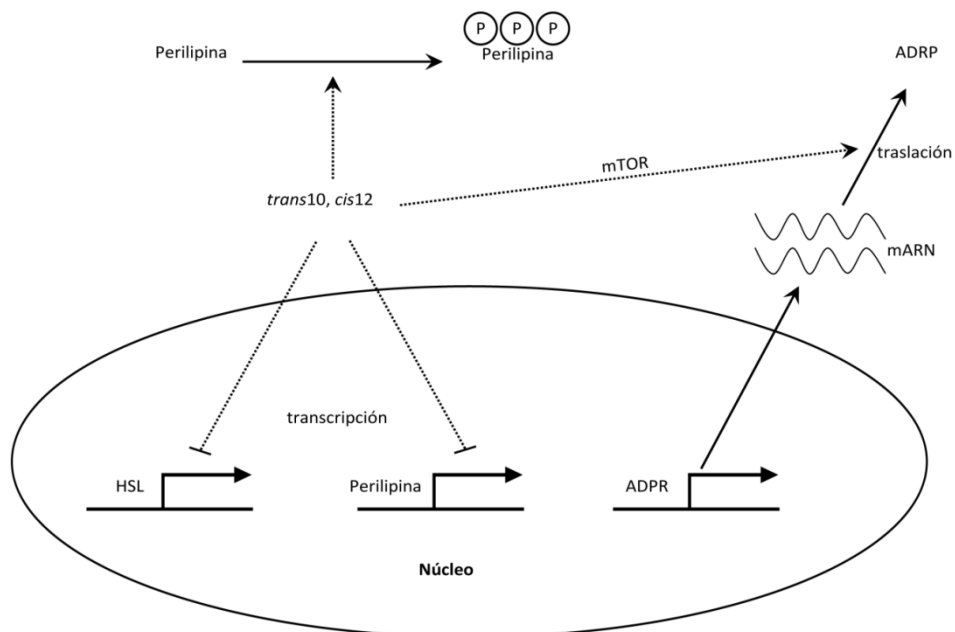 P P P
Perilipina
Perilipina
ADRP
mTOR
traslación
trans10, cis12
mARN
transcripción
HSL
Perilipina
ADPR
Núcleo